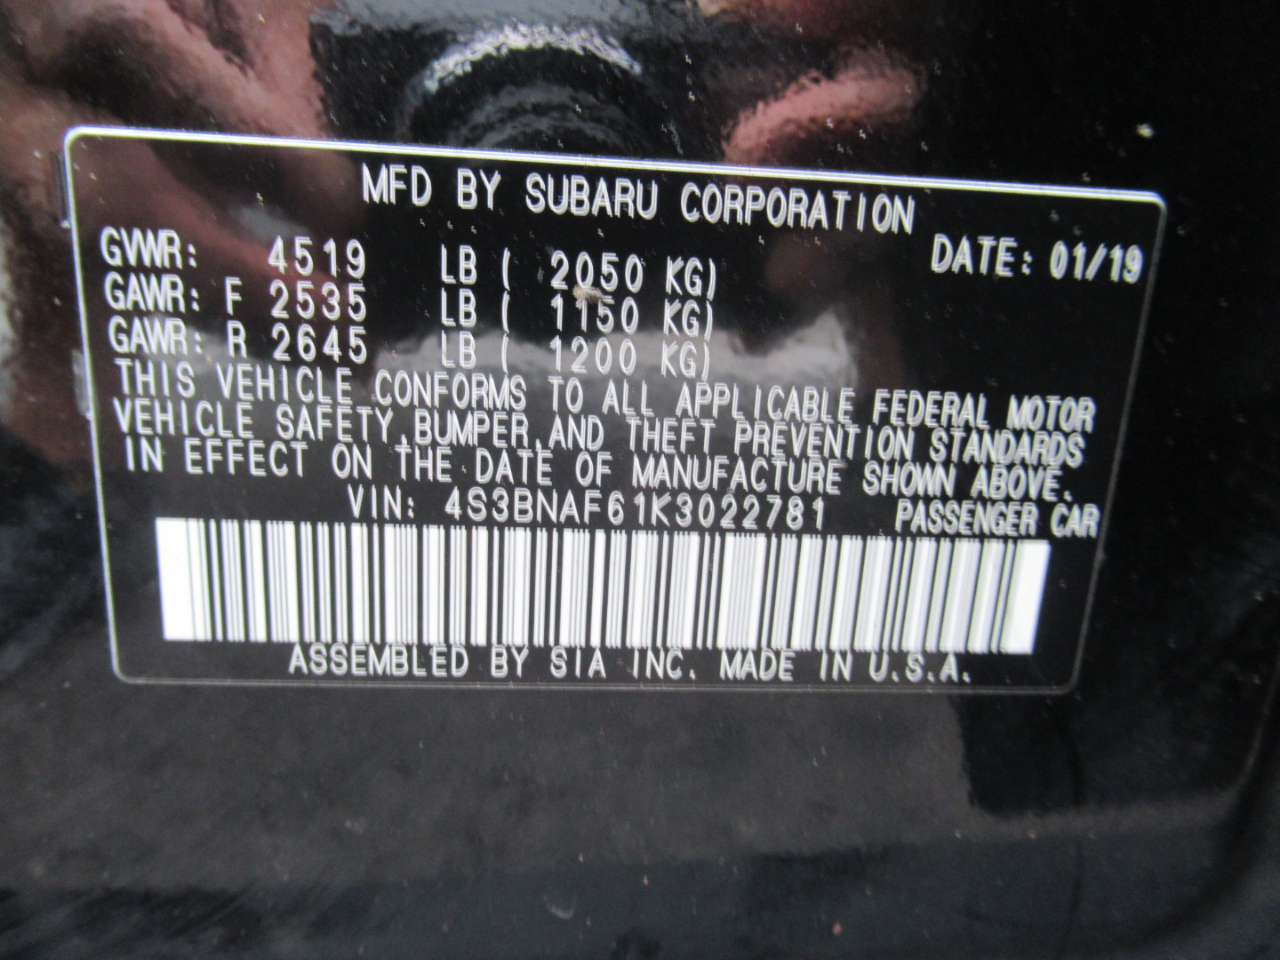 MFD BY SUBARU CORPORATION
GVWR: 4519 LB ( 2050 KG) DATE: 01/19
GAWR: F 2535 LB ( 1150 KG)
GAWR: R 2645 LB ( 1200 KG)
THIS VEHICLE CONFORMS TO ALL APPLICABLE FEDERAL MOTOR
VEHICLE SAFETY,BUMPER,AND THEFT PREVENTION STANDARDS
IN EFFECT ON THE DATE OF MANUFACTURE SHOWN ABOVE.
VIN: 4S3BNAF61K3022781 PASSENGER CAR
ASSEMBLED BY SIA INC. MADE IN U.S.A.